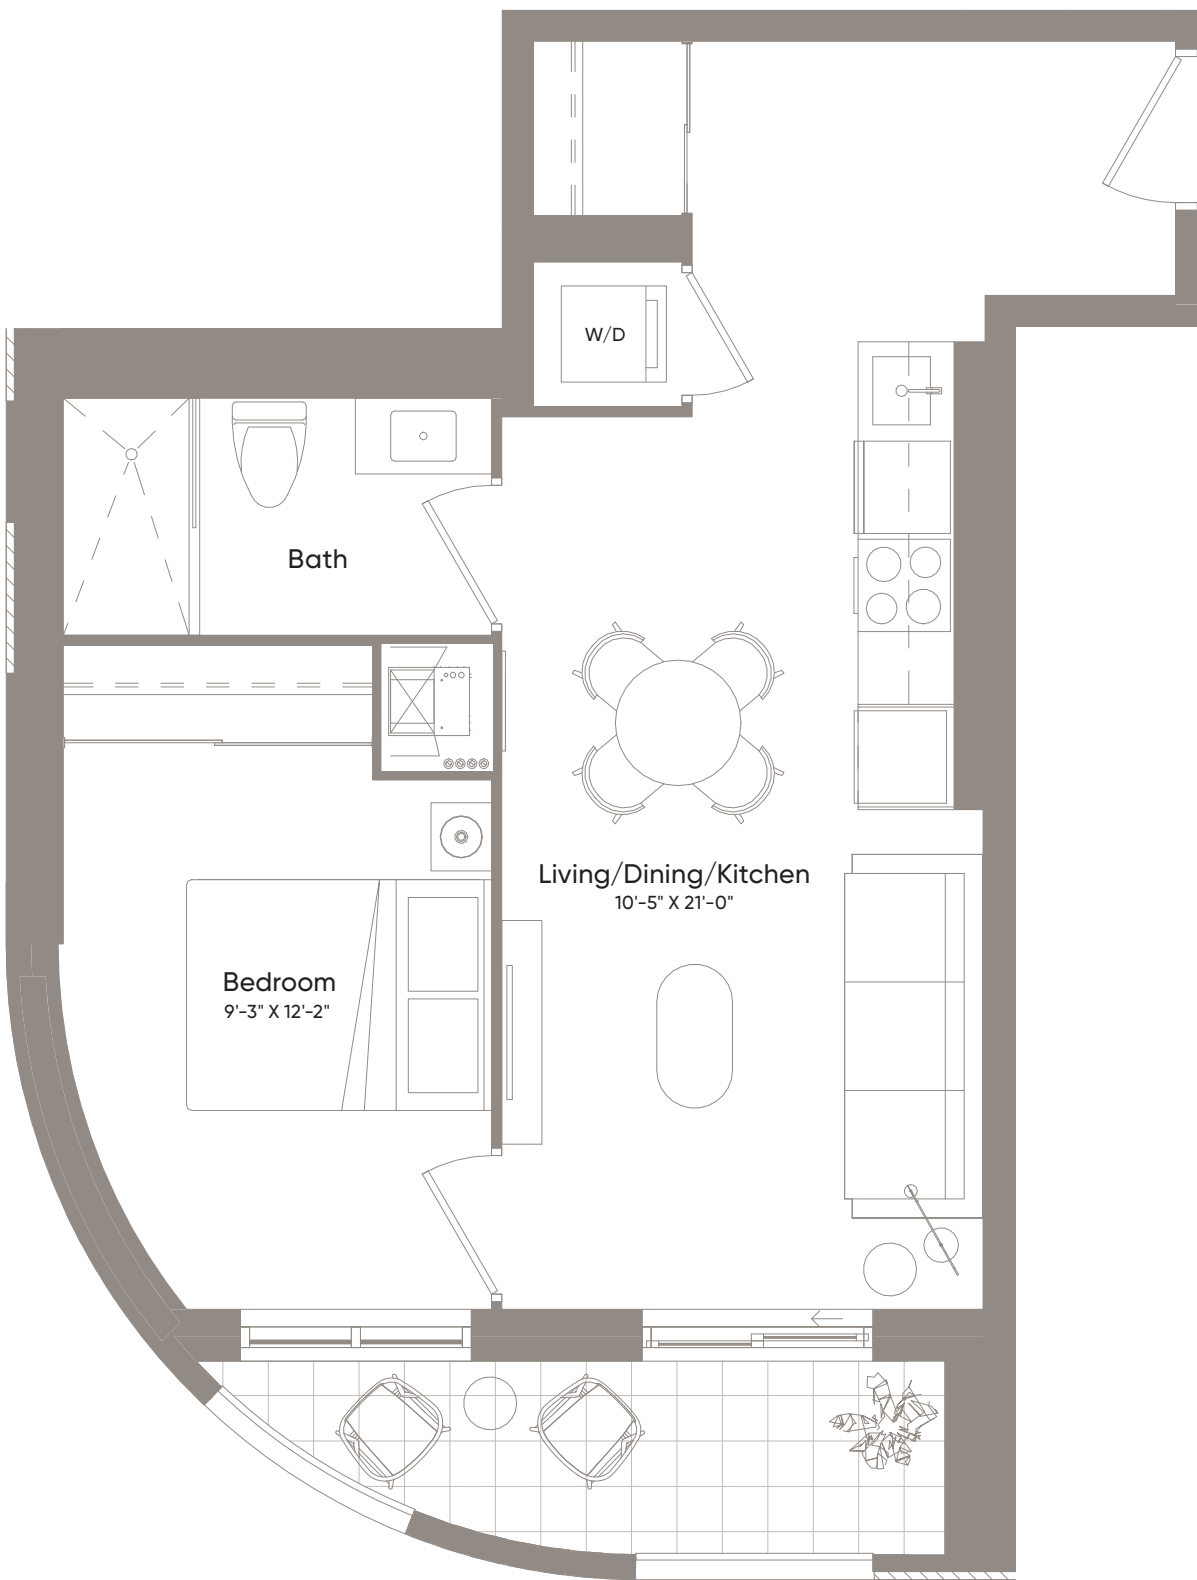 W/D
Bath
Living/Dining/Kitchen
10'-5" X 21'-0"
Bedroom
9'-3" X 12'-2"